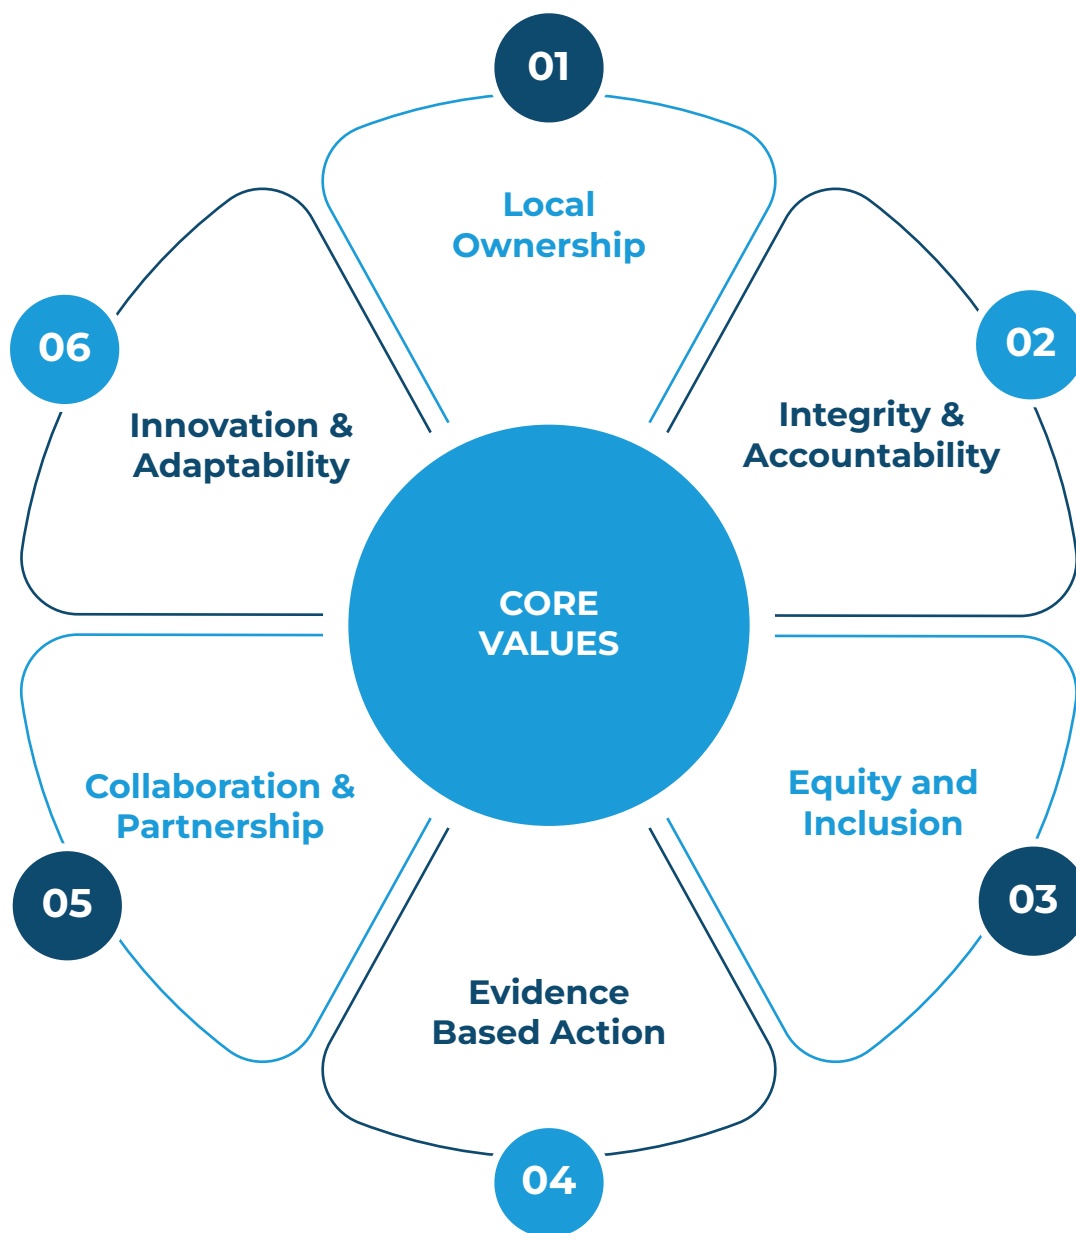 01
Local
Ownership
02
Integrity &
Accountability
03
Equity and
Inclusion
04
Evidence
Based Action
05
Collaboration &
Partnership
06
Innovation &
Adaptability
CORE
VALUES